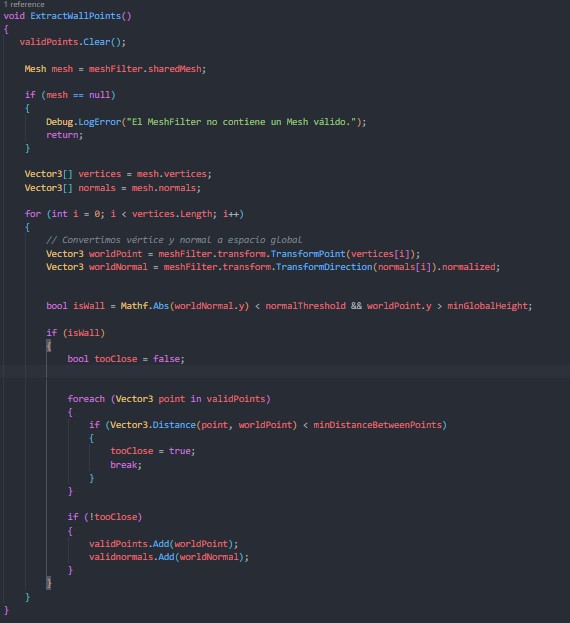 1 reference
void ExtractWallPoints()
{
validPoints.Clear();
Mesh mesh = meshFilter.sharedMesh;
if (mesh == null)
{
Debug.LogError("El MeshFilter no contiene un Mesh válido.");
return;
}
Vector3[] vertices = mesh.vertices;
Vector3[] normals = mesh.normals;
for (int i = 0; i < vertices.Length; i++)
{
// Convertimos vértice y normal a espacio global
Vector3 worldPoint = meshFilter.transform.TransformPoint(vertices[i]);
Vector3 worldNormal = meshFilter.transform.TransformDirection(normals[i]).normalized;
bool isWall = Mathf.Abs(worldNormal.y) < normalThreshold && worldPoint.y > minGlobalHeight;
if (isWall)
{
bool tooClose = false;
foreach (Vector3 point in validPoints)
{
if (Vector3.Distance(point, worldPoint) < minDistanceBetweenPoints)
{
tooClose = true;
break;
}
}
if (!tooClose)
{
validPoints.Add(worldPoint);
validnormals.Add(worldNormal);
}
}
}
}